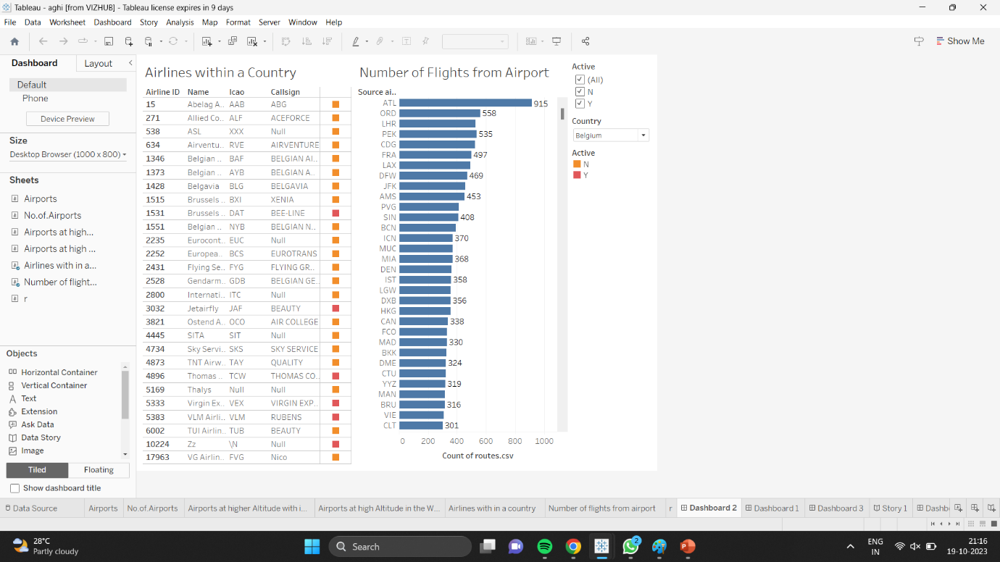 Tableau - aghi [from VIZHUB] - Tableau license expires in 9 days
File Data Worksheet Dashboard Story Analysis Map Format Server Window Help
Show Me
Dashboard Layout
Default
Phone
Device Preview
Size
Desktop Browser (1000 x 800)
Sheets
Airports
No.of.Airports
Airports at high...
Airports at high ...
Airlines with in a...
Number of flight...
r
Objects
Horizontal Container
Vertical Container
Text
Extension
Ask Data
Data Story
Image
Tiled Floating
Show dashboard title
Airlines within a Country
Airline ID Name Icao Callsign
15 Abelag A.. AAB ABG
271 Allied Co.. ALF ACEFORCE
538 ASL XXX Null
634 Airventu.. RVE AIRVENTURE
1346 Belgian .. BAF BELGIAN AI..
1373 Belgian .. AYB BELGIAN A..
1428 Belgavia BLG BELGAVIA
1515 Brussels .. BXI XENIA
1531 Brussels .. DAT BEE-LINE
1551 Belgian .. NYB BELGIAN N..
2235 Eurocont.. EUC Null
2252 Europea.. BCS EUROTRANS
2431 Flying Se.. FYG FLYING GR..
2528 Gendarm.. GDB BELGIAN GE..
2800 Internati.. ITC Null
3032 Jetairfly JAF BEAUTY
3821 Ostend A.. OCO AIR COLLEGE
4445 SITA SIT Null
4734 Sky Servi.. SKS SKY SERVICE
4873 TNT Airw.. TAY QUALITY
4896 Thomas .. TCW THOMAS CO..
5169 Thalys Null Null
5333 Virgin Ex.. VEX VIRGIN EXP..
5383 VLM Airli.. VLM RUBENS
6002 TUI Airlin.. TUB BEAUTY
10224 Zz \N Null
17963 VG Airlin.. FVG Nico
Number of Flights from Airport
Source ai..
ATL 915
ORD 558
LHR
PEK 535
CDG
FRA 497
LAX
DFW 469
JFK
AMS 453
PVG
SIN 408
BCN
ICN 370
MUC
MIA 368
DEN
IST 358
LGW
DXB 356
HKG
CAN 338
FCO
MAD 330
BKK
DME 324
CTU
YYZ 319
MAN
BRU 316
VIE
CLT 301
0 200 400 600 800 1000
Count of routes.csv
Active
(All)
N
Y
Country
Belgium
Active
N
Y
Data Source Airports No.of.Airports Airports at higher Altitude with i... Airports at high Altitude in the W... Airlines with in a country Number of flights from airport r Dashboard 2 Dashboard 1 Dashboard 3 Story 1 Dashb
28°C
Partly cloudy
Search
2
ENG
IN
21:16
19-10-2023